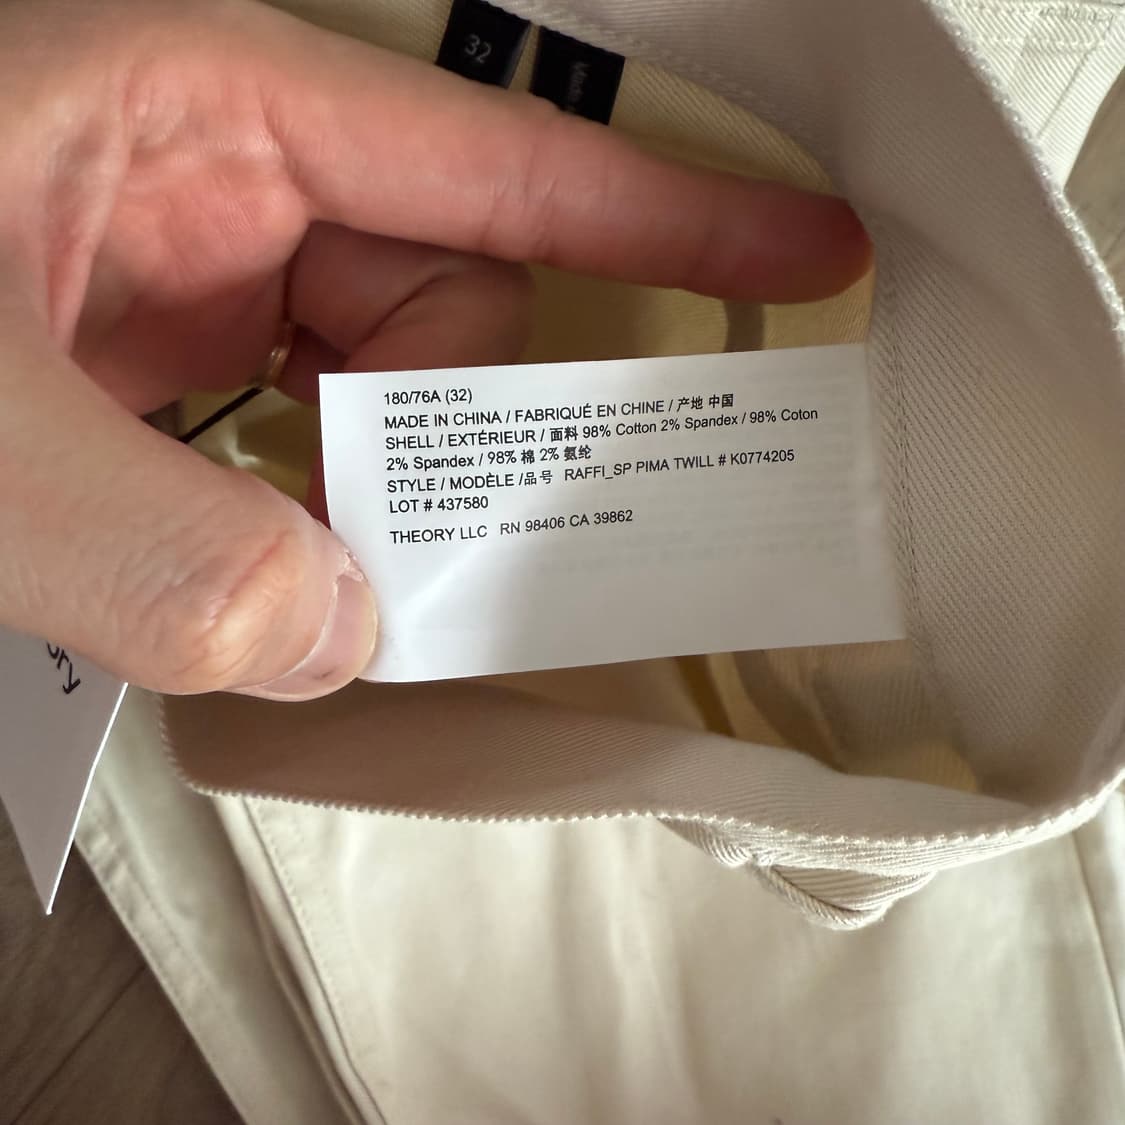 32
Made
180/76A (32)
MADE IN CHINA / FABRIQUÉ EN CHINE / 产地 中国
SHELL / EXTÉRIEUR / 面料 98% Cotton 2% Spandex / 98% Coton
2% Spandex / 98% 棉 2% 氨纶
STYLE / MODÈLE /品号 RAFFI_SP PIMA TWILL # K0774205
LOT # 437580
THEORY LLC RN 98406 CA 39862